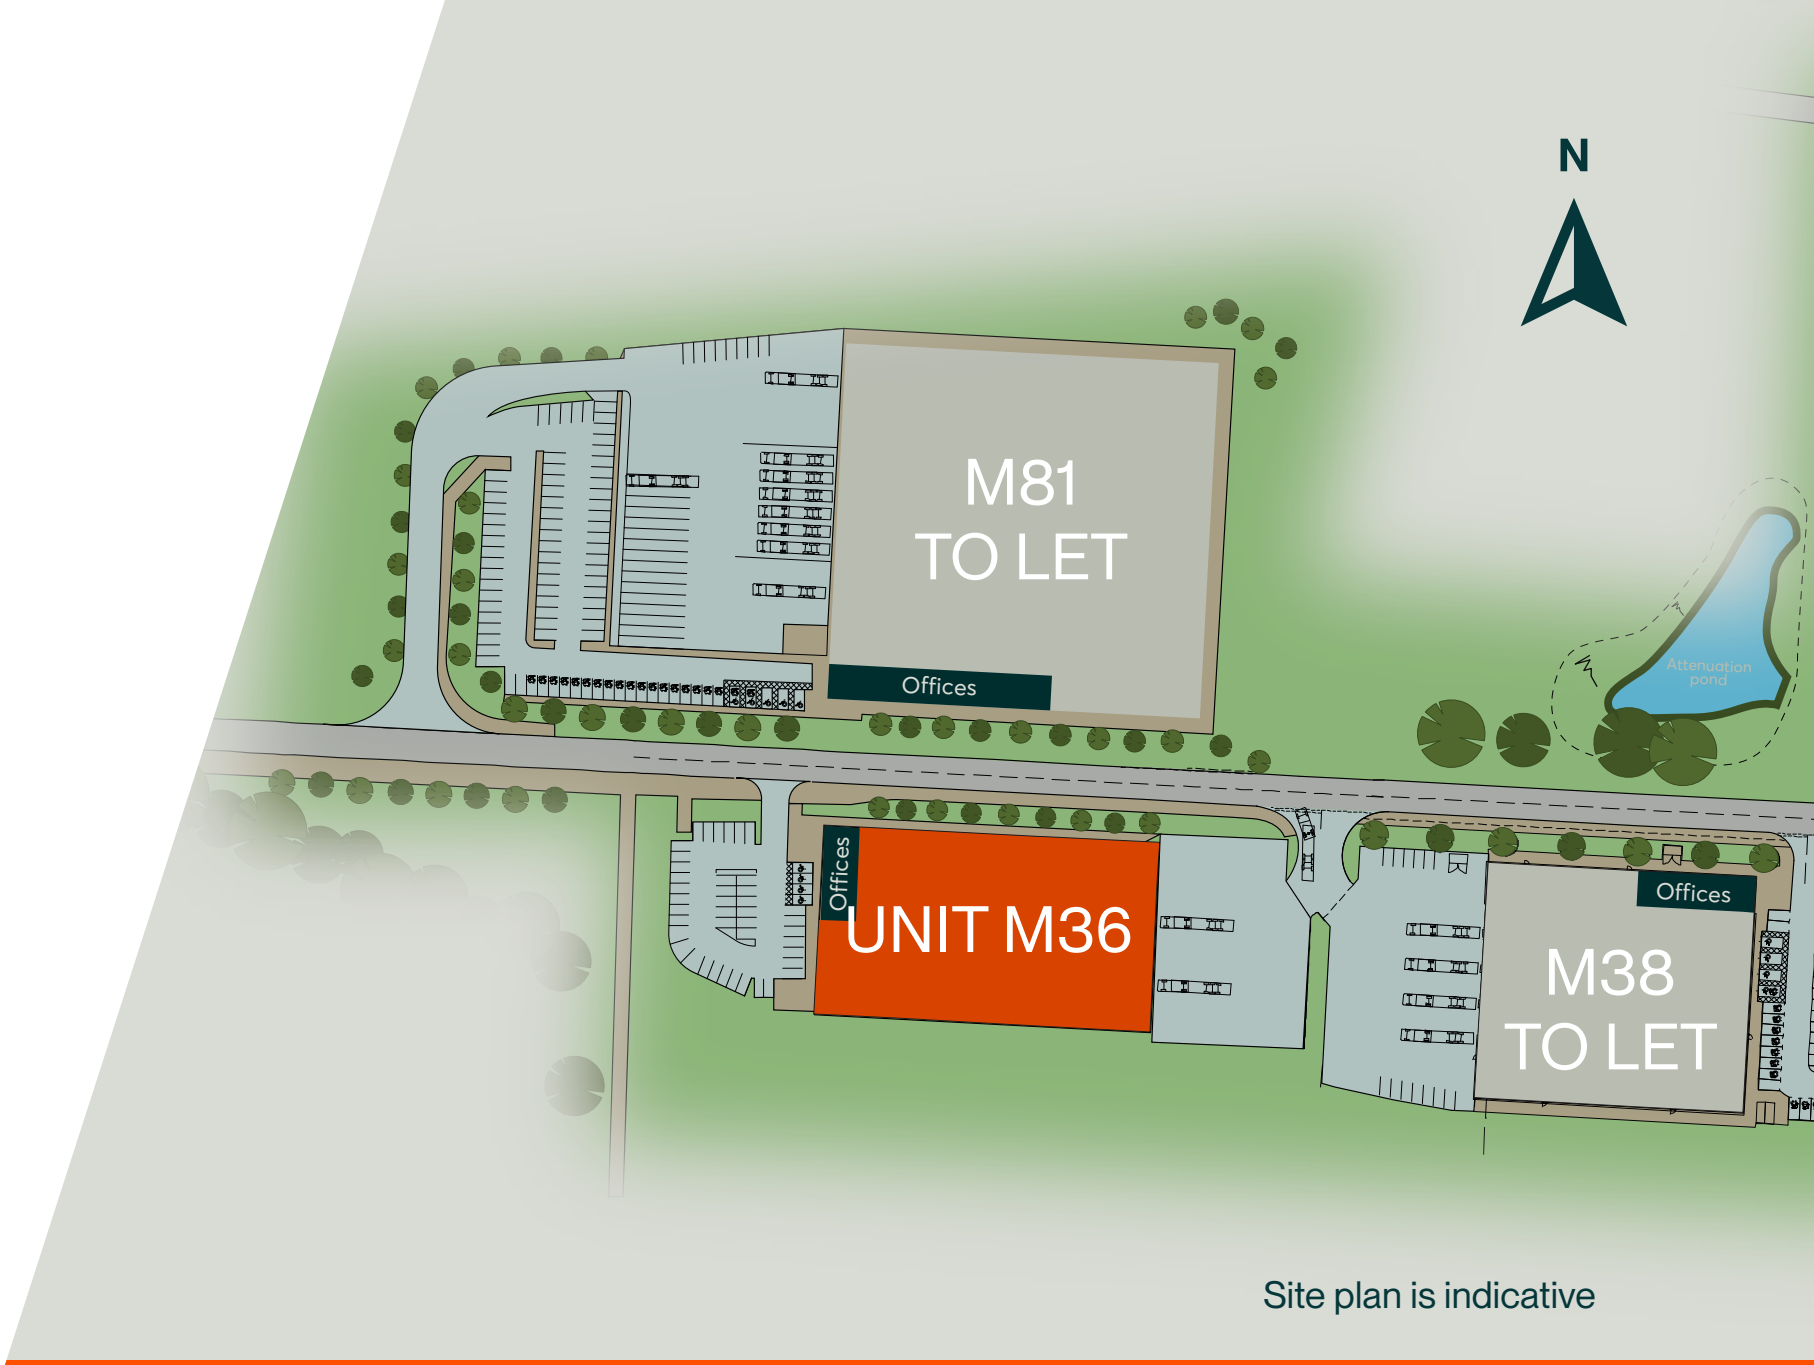 N
M81
TO LET
Offices
Attenuation
pond
Offices
UNIT M36
Offices
M38
TO LET
Site plan is indicative